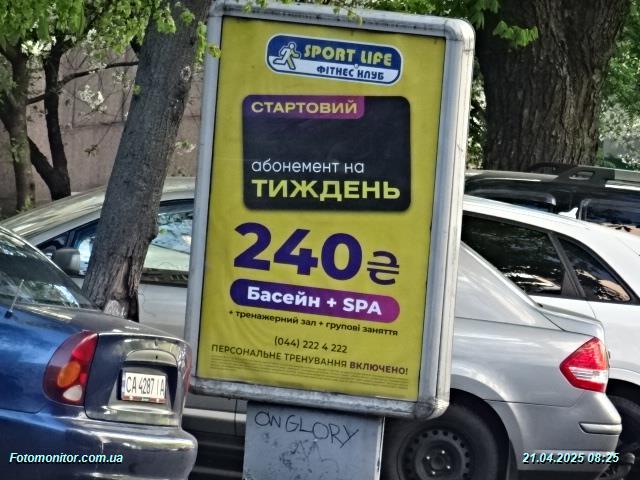 SPORT LIFE
ФІТНЕС КЛУБ
СТАРТОВИЙ
абонемент на
ТИЖДЕНЬ
240₴
Басейн + SPA
+ тренажерний зал + групові заняття
(044) 222 4 222
ПЕРСОНАЛЬНЕ ТРЕНУВАННЯ ВКЛЮЧЕНО!
CA 4287 IA
ON GLORY
Fotomonitor.com.ua
21.04.2025 08:25